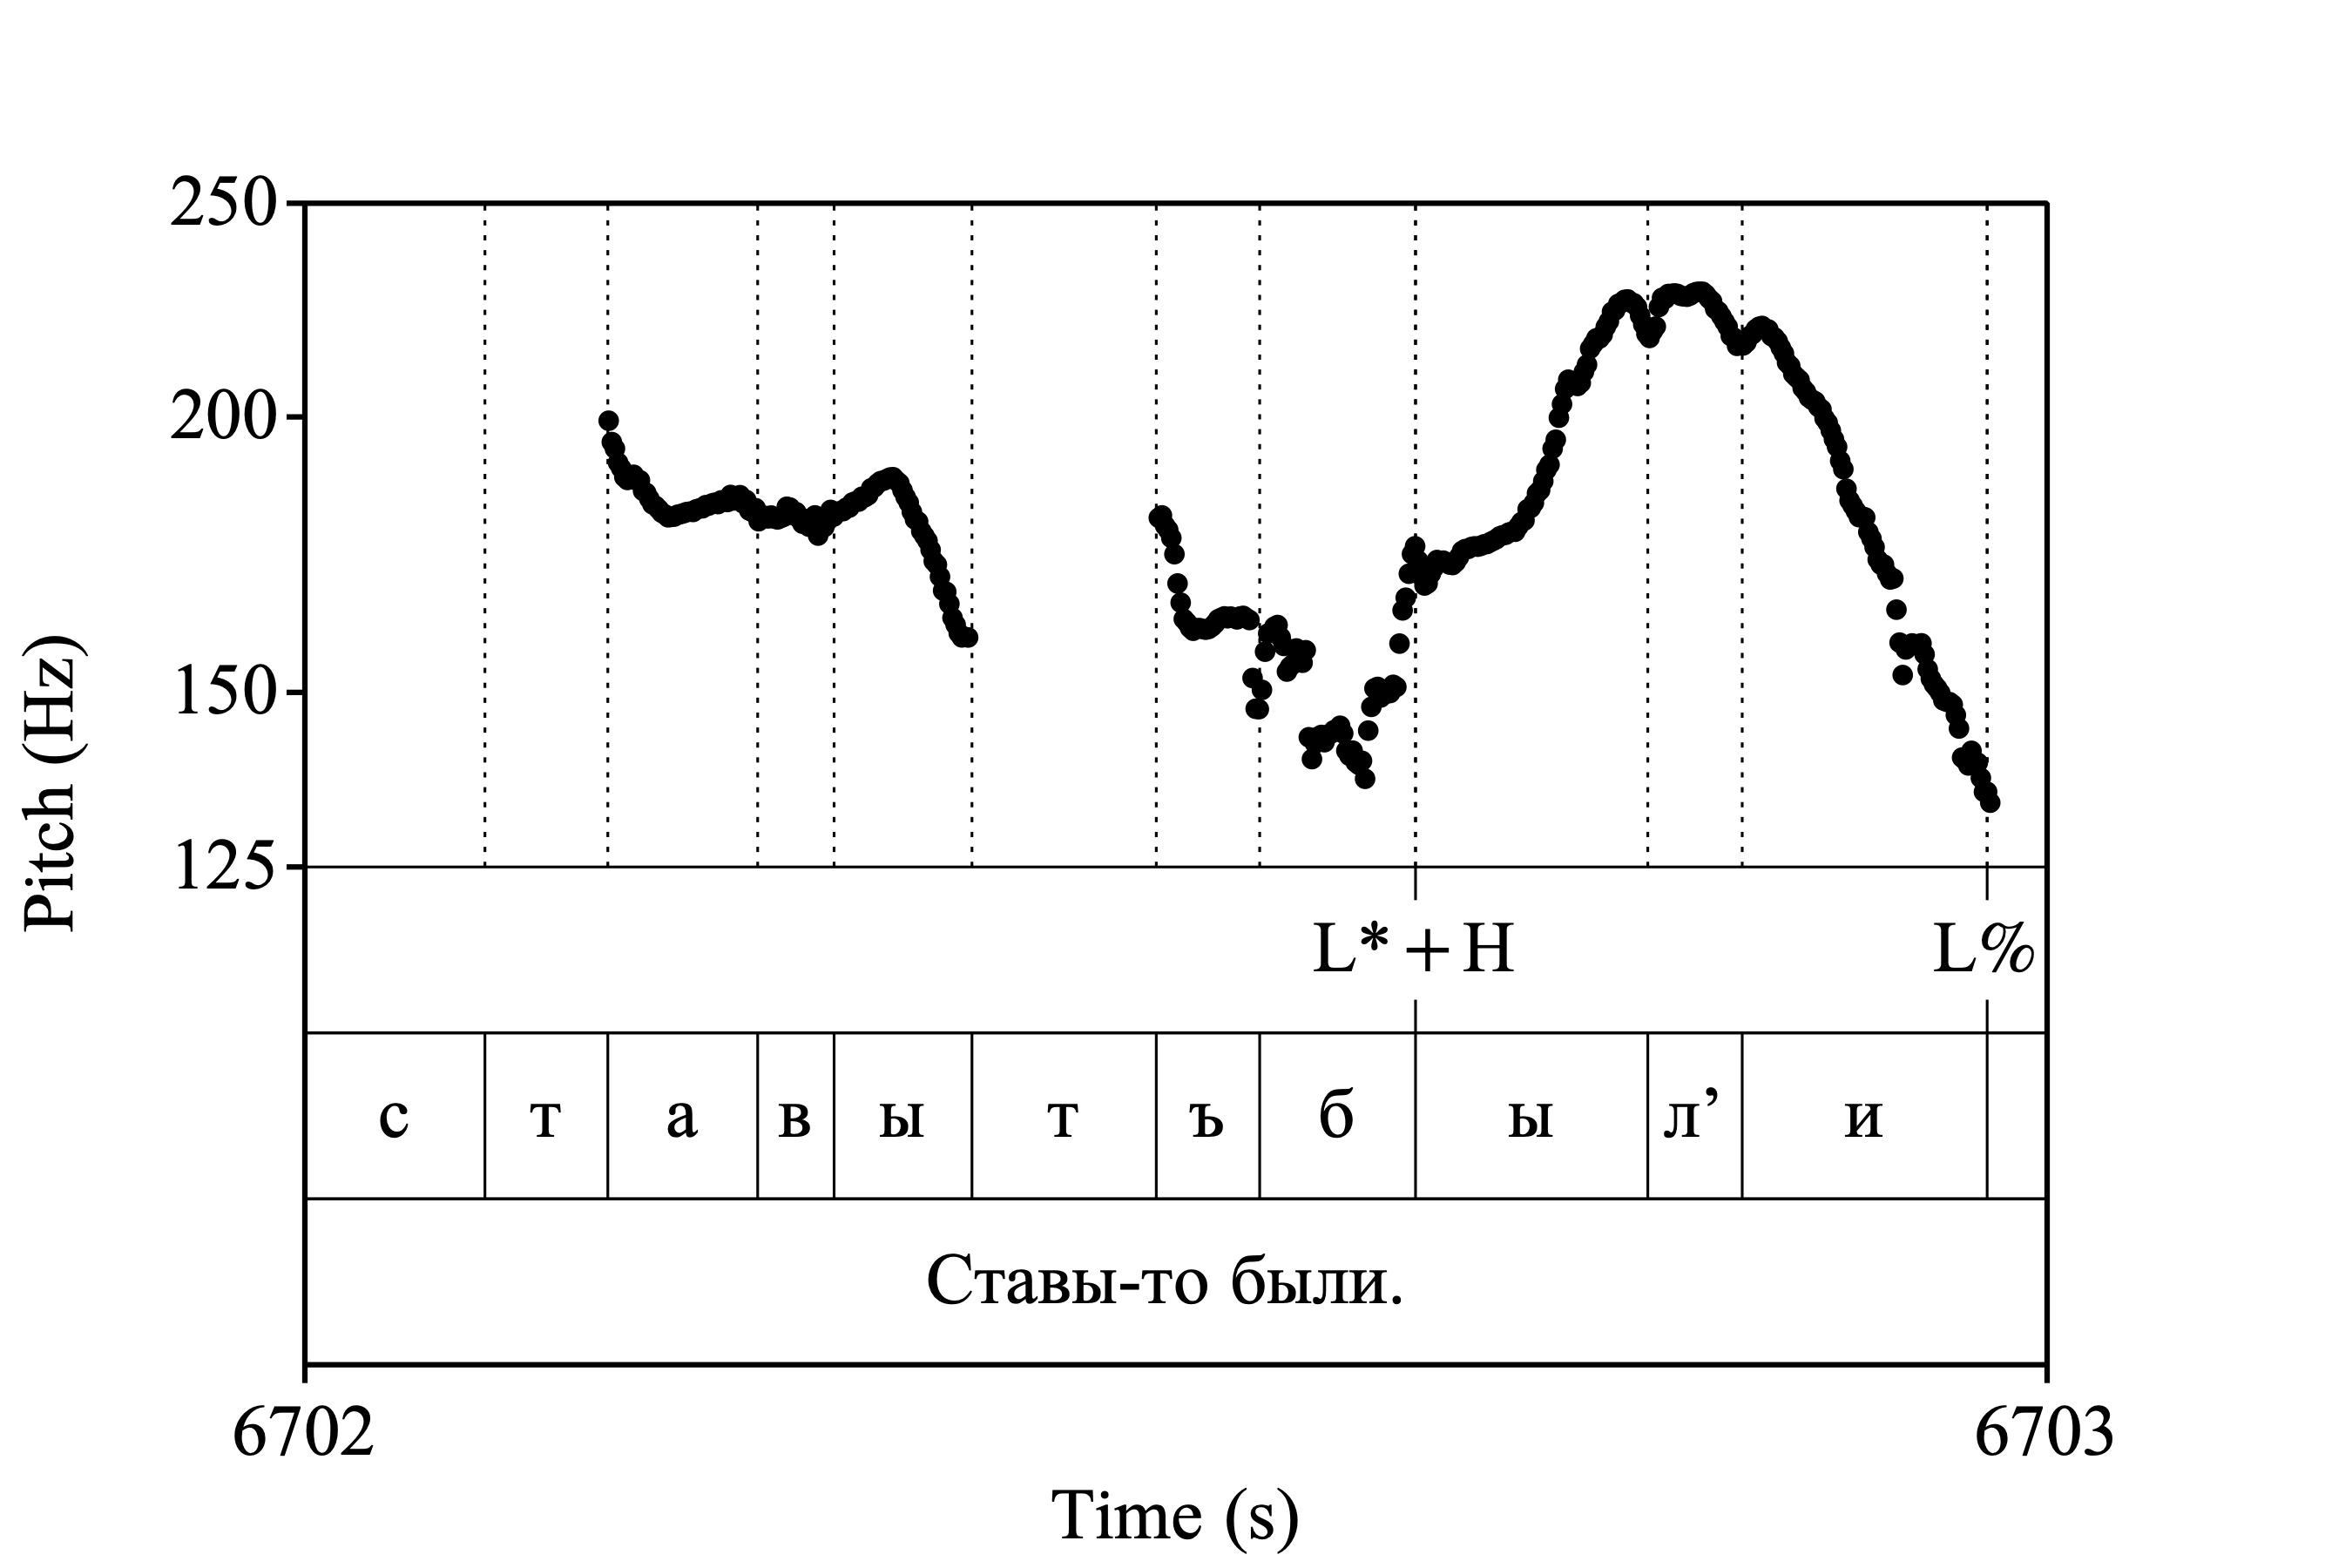 250
200
150
125
Pitch (Hz)
L*+H L%
с т а в ы т ъ б ы л’ и
Ставы-то были.
6702 6703
Time (s)